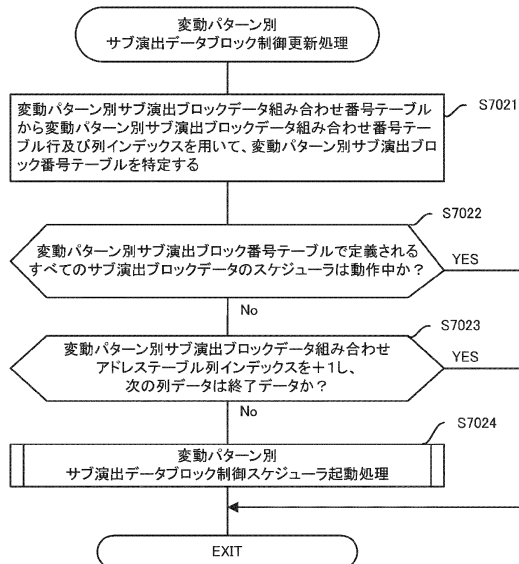 変動パターン別
サブ演出データブロック制御更新処理
変動パターン別サブ演出ブロックデータ組み合わせ番号テーブル
から変動パターン別サブ演出ブロックデータ組み合わせ番号テー
ブル行及び列インデックスを用いて、変動パターン別サブ演出ブロ
ック番号テーブルを特定する
S7021
S7022
変動パターン別サブ演出ブロック番号テーブルで定義される
すべてのサブ演出ブロックデータのスケジューラは動作中か？
YES
No
S7023
変動パターン別サブ演出ブロックデータ組み合わせ
アドレステーブル列インデックスを＋1し、
次の列データは終了データか？
YES
No
S7024
変動パターン別
サブ演出データブロック制御スケジューラ起動処理
EXIT